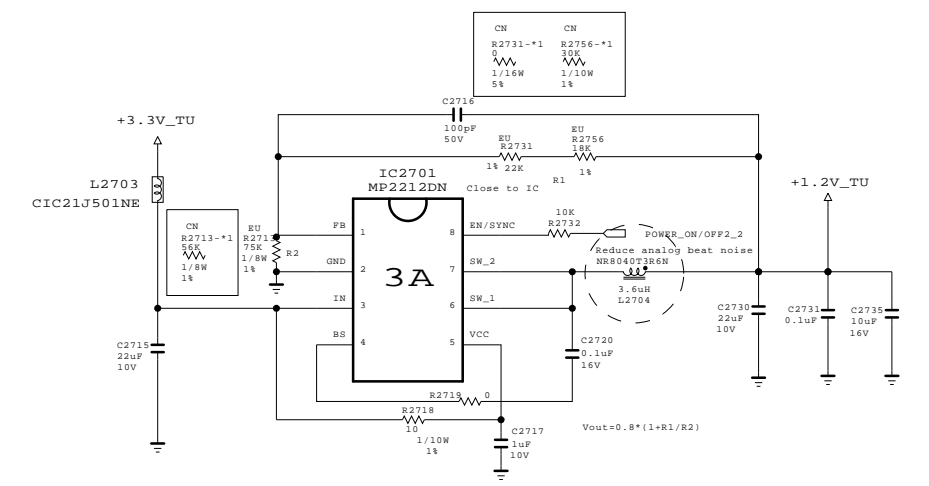 CN
R2731-*1
0
1/16W
5%
CN
R2756-*1
30K
1/10W
1%
C2716
100pF
50V
+3.3V_TU
EU
R2731
1% 22K
EU
R2756
18K
1%
R1
L2703
CIC21J501NE
IC2701
MP2212DN
Close to IC
+1.2V_TU
CN
R2713-*1
56K
1/8W
1%
EU
R2713
75K
1/8W
1%
R2
FB
1
GND
2
IN
3
BS
4
3A
EN/SYNC
8
SW_2
7
SW_1
6
VCC
5
10K
R2732
POWER_ON/OFF2_2
Reduce analog beat noise
NR8040T3R6N
3.6uH
L2704
C2715
22uF
10V
C2730
22uF
10V
C2731
0.1uF
C2735
10uF
16V
C2720
0.1uF
16V
R2719
0
R2718
10
1/10W
1%
C2717
1uF
10V
Vout=0.8*(1+R1/R2)